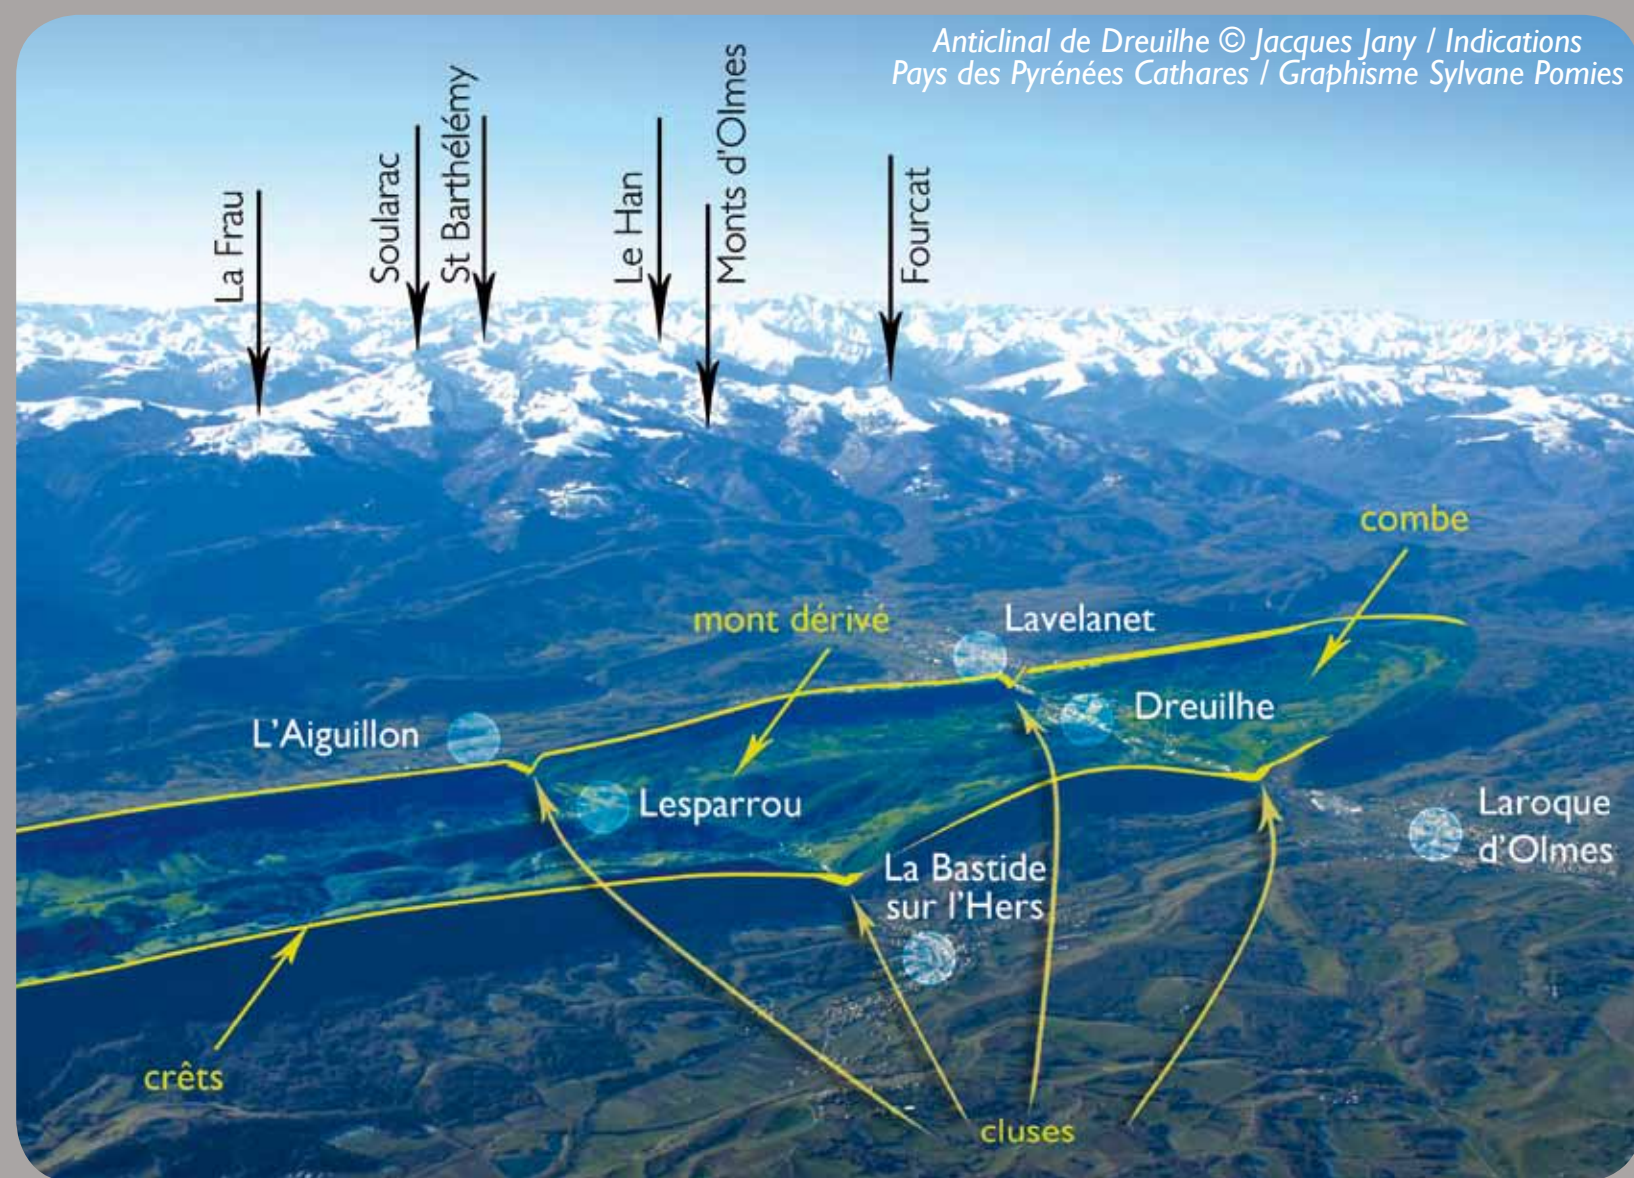 Anticlinal de Dreuilhe © Jacques Jany / Indications
Pays des Pyrénées Cathares / Graphisme Sylvane Pomies
La Frau
Soularac
St Barthélémy
Le Han
Monts d'Olmes
Fourcat
combe
mont dérivé
Lavelanet
L'Aiguillon
Dreuilhe
Lesparrou
Laroque
d'Olmes
La Bastide
sur l'Hers
crêts
cluses